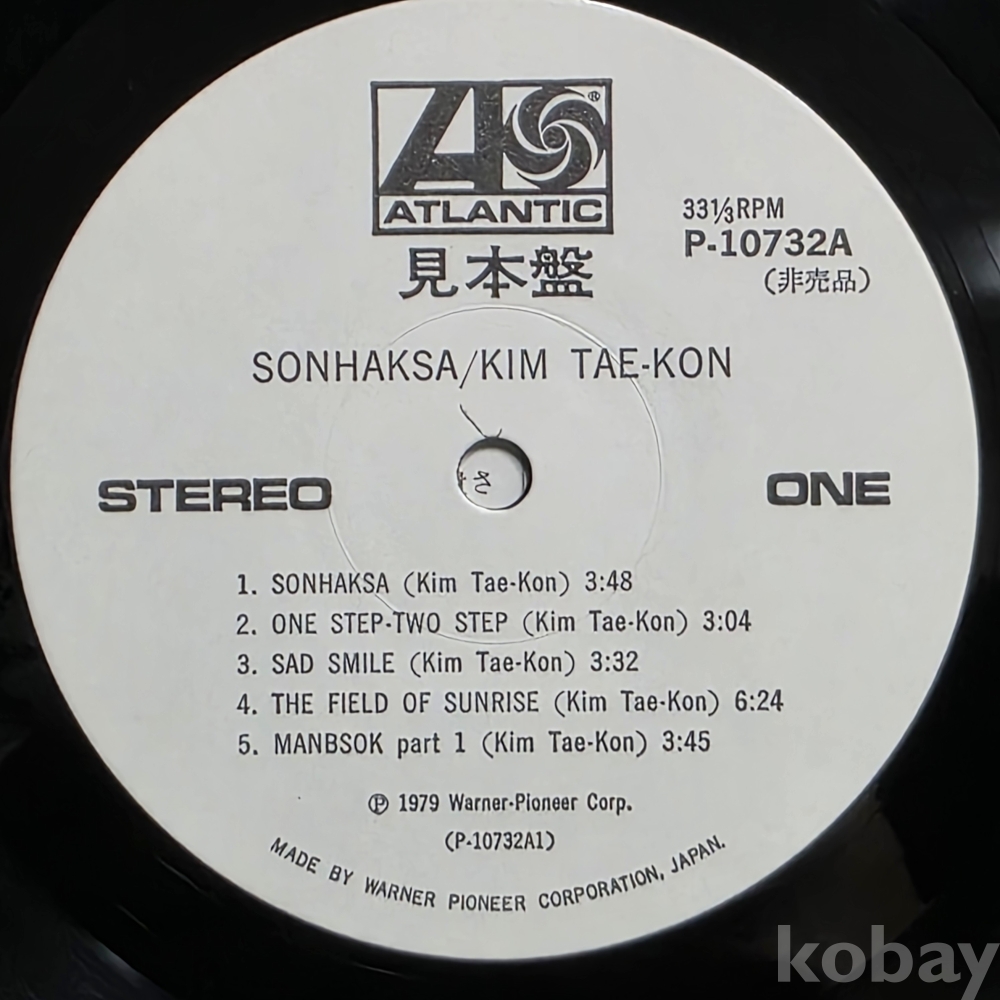 ATLANTIC ®
見本盤
33⅓RPM
P-10732A
(非売品)
SONHAKSA/KIM TAE-KON
STEREO
ONE
1. SONHAKSA (Kim Tae-Kon) 3:48
2. ONE STEP-TWO STEP (Kim Tae-Kon) 3:04
3. SAD SMILE (Kim Tae-Kon) 3:32
4. THE FIELD OF SUNRISE (Kim Tae-Kon) 6:24
5. MANBSOK part 1 (Kim Tae-Kon) 3:45
℗ 1979 Warner-Pioneer Corp.
(P-10732A1)
MADE BY WARNER PIONEER CORPORATION, JAPAN.
kobay